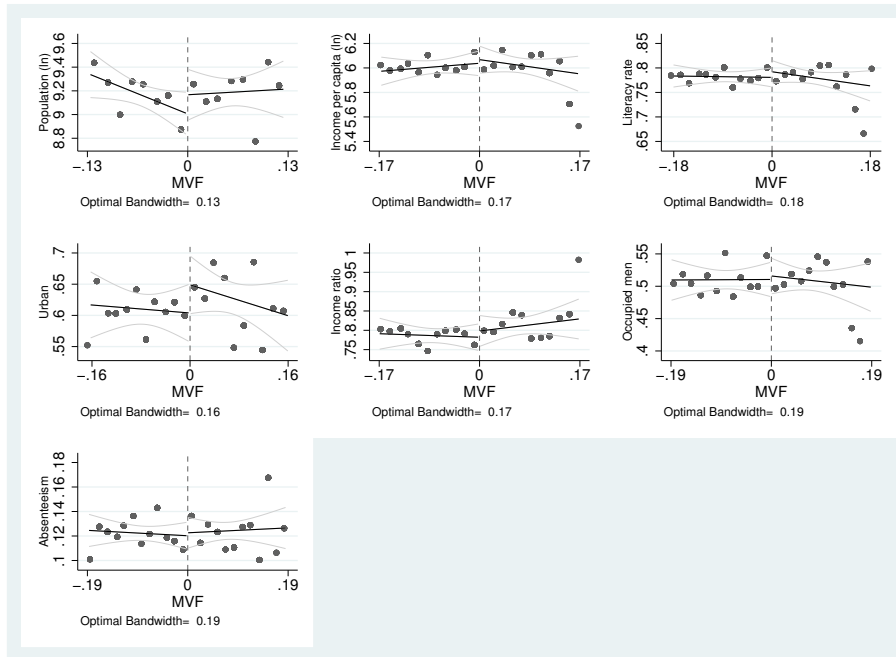 Population (ln)
8.8 9 9.2 9.4 9.6
−.13 0 .13
MVF
Optimal Bandwidth= 0.13
Income per capita (ln)
5.4 5.6 5.8 6 6.2
−.17 0 .17
MVF
Optimal Bandwidth= 0.17
Literacy rate
.65 .7 .75 .8 .85
−.18 0 .18
MVF
Optimal Bandwidth= 0.18
Urban
.55 .6 .65 .7
−.16 0 .16
MVF
Optimal Bandwidth= 0.16
Income ratio
.75 .8 .85 .9 .95 1
−.17 0 .17
MVF
Optimal Bandwidth= 0.17
Occupied men
.4 .45 .5 .55
−.19 0 .19
MVF
Optimal Bandwidth= 0.19
Absenteeism
.1 .12 .14 .16 .18
−.19 0 .19
MVF
Optimal Bandwidth= 0.19